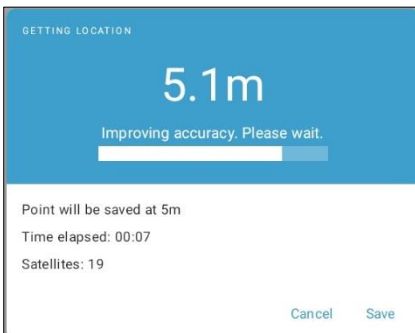 GETTING LOCATION
5.1m
Improving accuracy. Please wait.
Point will be saved at 5m
Time elapsed: 00:07
Satellites: 19
Cancel Save